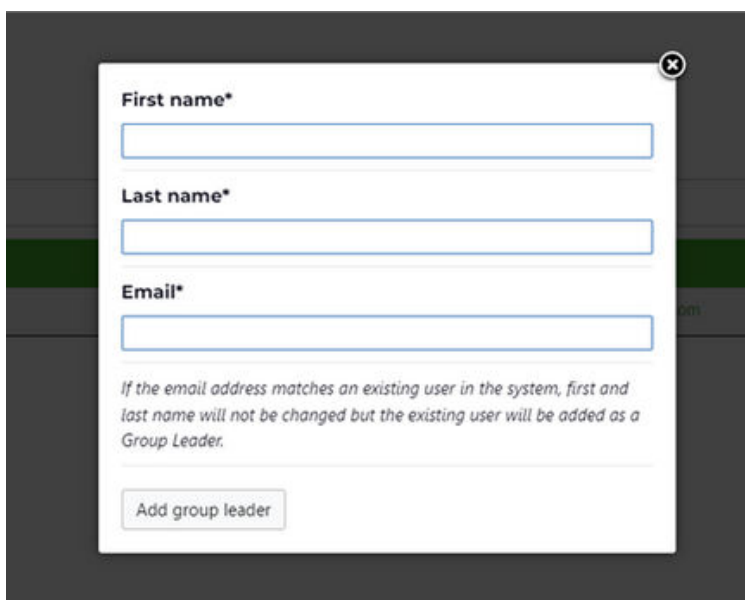 First name*
Last name*
Email*
om
If the email address matches an existing user in the system, first and
last name will not be changed but the existing user will be added as a
Group Leader.
Add group leader